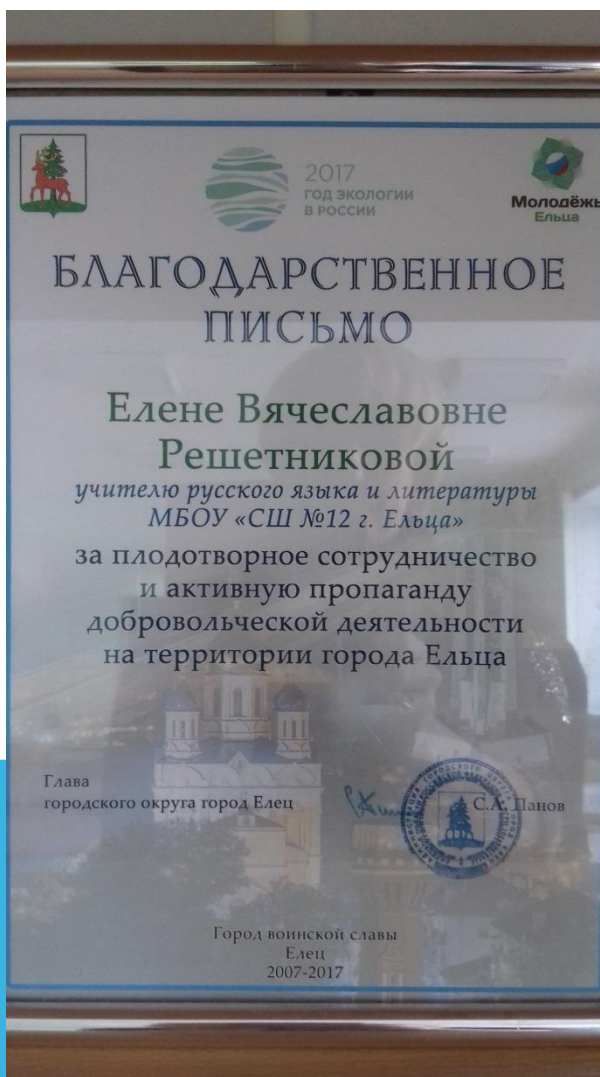 2017
ГОД ЭКОЛОГИИ
В РОССИИ
Молодёжь
Ельца
БЛАГОДАРСТВЕННОЕ
ПИСЬМО
Елене Вячеславовне
Решетниковой
учителю русского языка и литературы
МБОУ «СШ №12 г. Ельца»
за плодотворное сотрудничество
и активную пропаганду
добровольческой деятельности
на территории города Ельца
Глава
городского округа город Елец
С.А. Панов
Город воинской славы
Елец
2007-2017